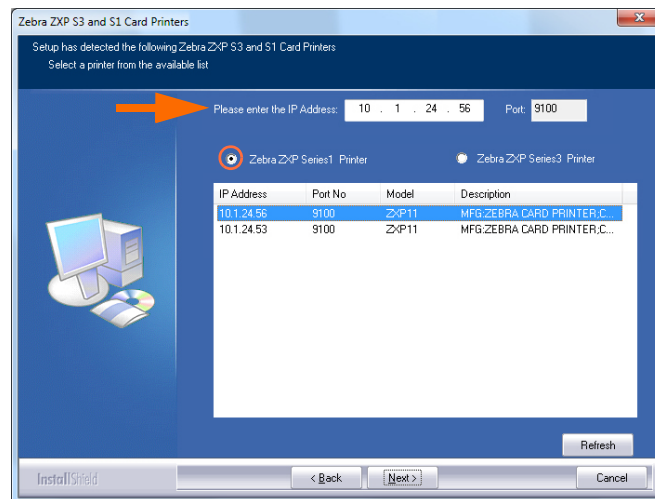 Zebra ZXP S3 and S1 Card Printers
Setup has detected the following Zebra ZXP S3 and S1 Card Printers
Select a printer from the available list
Please enter the IP Address: 10 . 1 . 24 . 56 Port: 9100
Zebra ZXP Series1 Printer Zebra ZXP Series3 Printer
IP Address Port No Model Description
10.1.24.56 9100 ZXP11 MFG:ZEBRA CARD PRINTER;C...
10.1.24.53 9100 ZXP11 MFG:ZEBRA CARD PRINTER;C...
Refresh
InstallShield < Back Next > Cancel